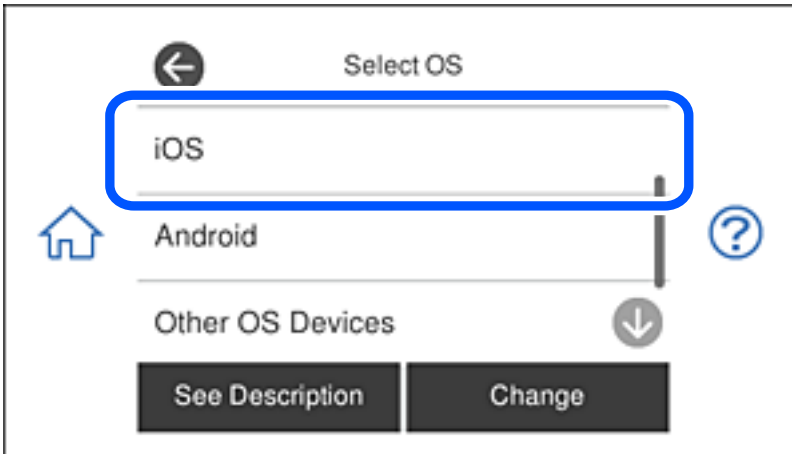 Select OS
iOS
Android
Other OS Devices
See Description
Change